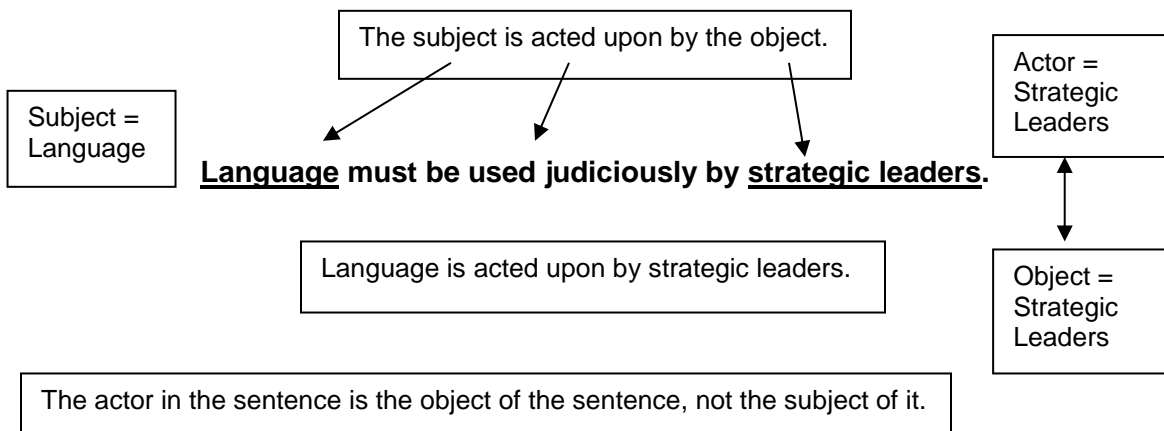 The subject is acted upon by the object.
Actor =
Strategic
Leaders
Subject =
Language
Language must be used judiciously by strategic leaders.
Language is acted upon by strategic leaders.
Object =
Strategic
Leaders
The actor in the sentence is the object of the sentence, not the subject of it.